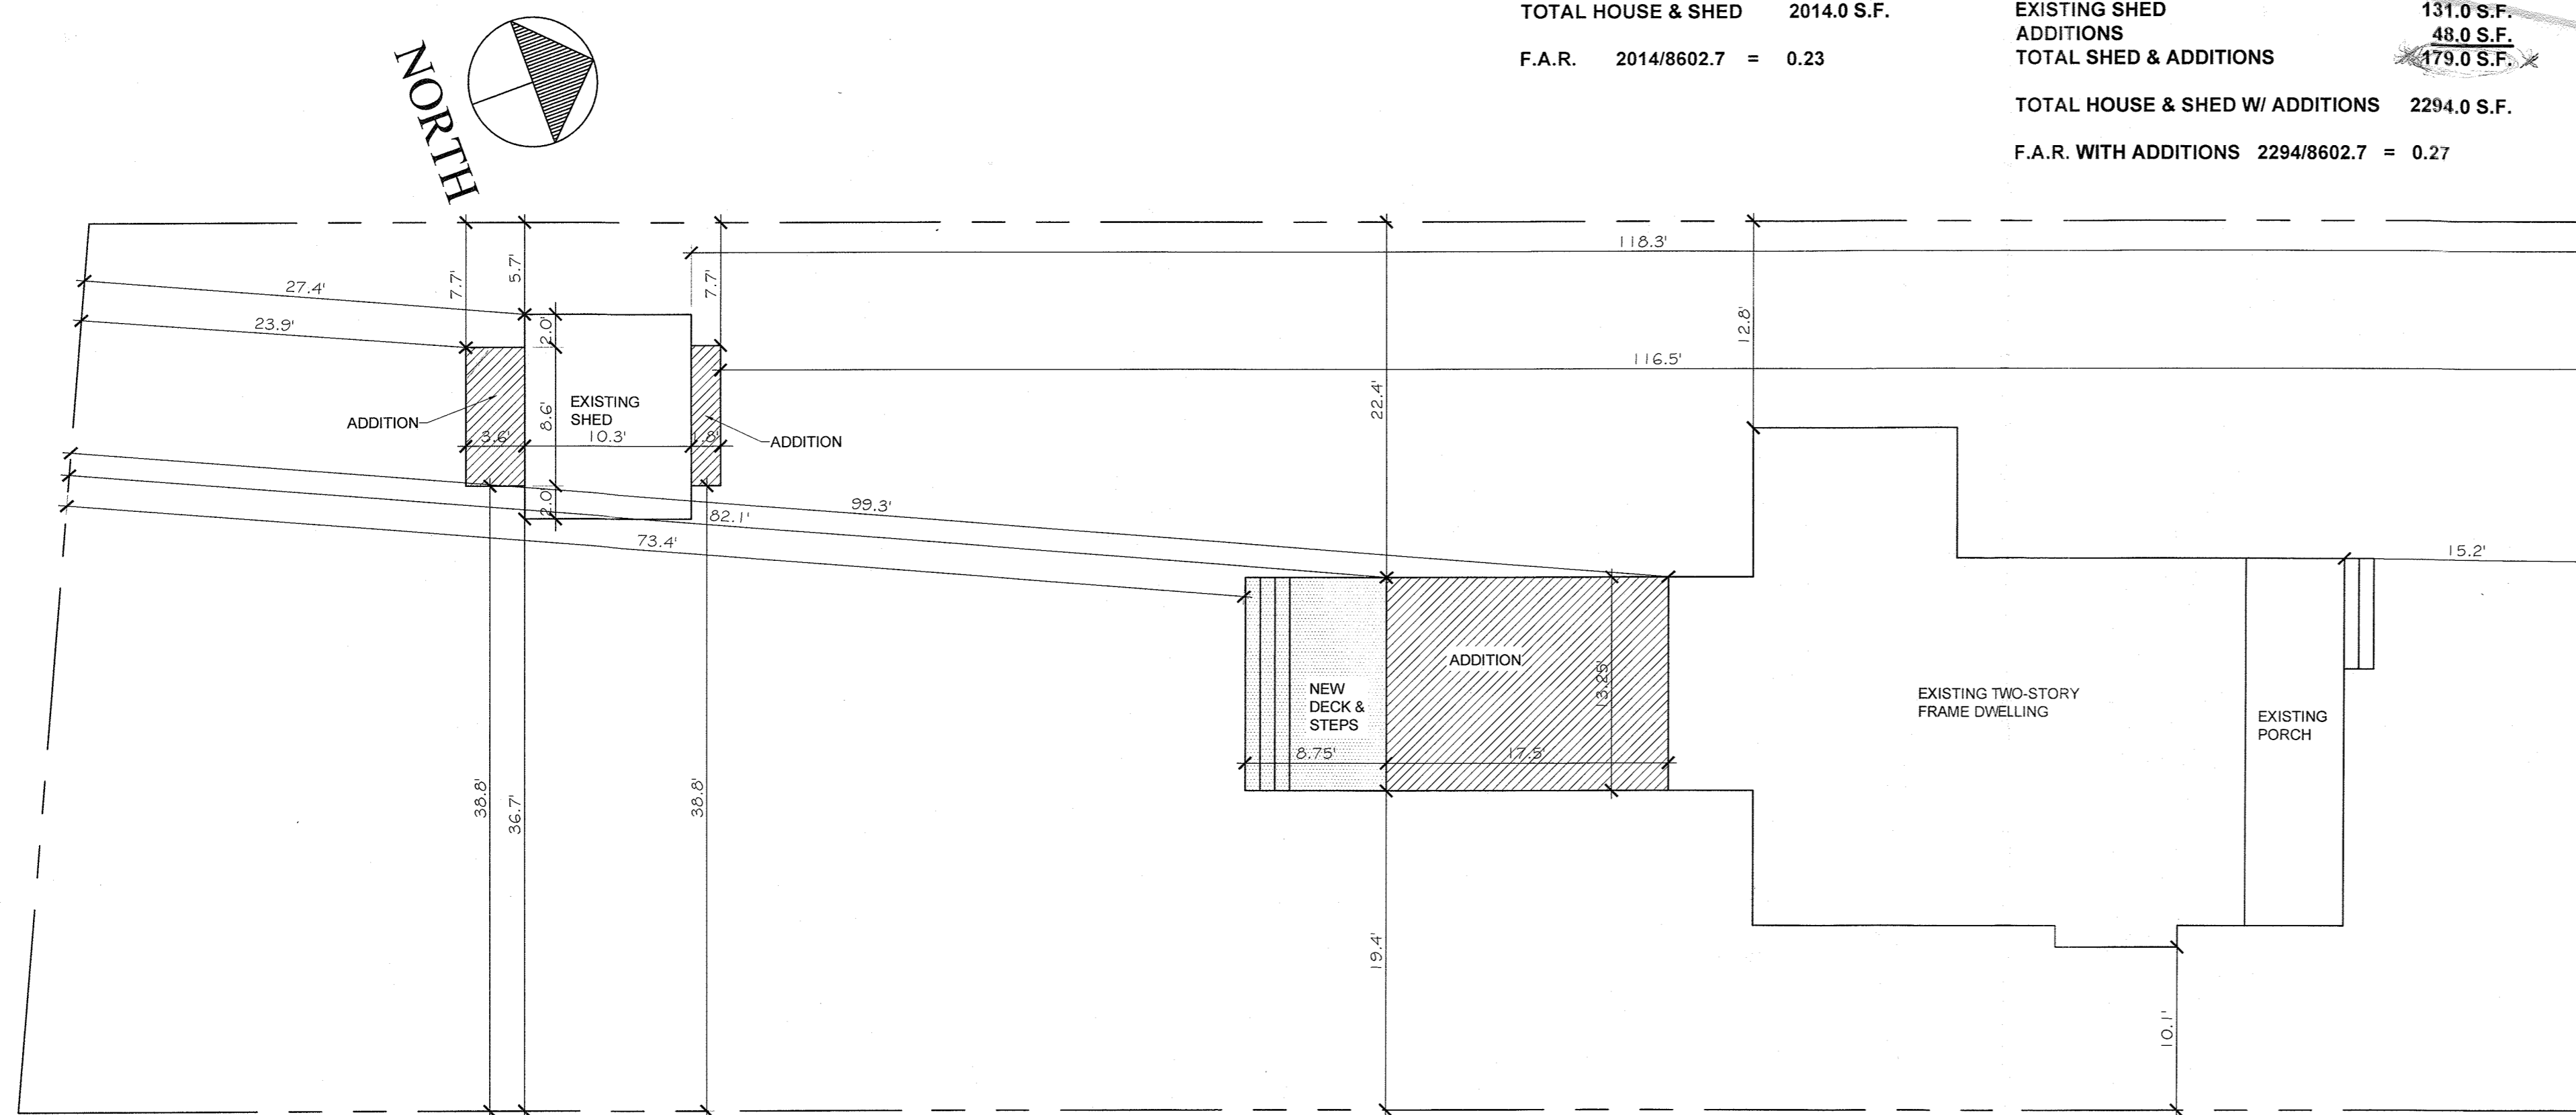 TOTAL HOUSE & SHED 2014.0 S.F.
F.A.R. 2014/8602.7 = 0.23
EXISTING SHED 131.0 S.F.
ADDITIONS 48.0 S.F.
TOTAL SHED & ADDITIONS 179.0 S.F.
TOTAL HOUSE & SHED W/ ADDITIONS 2294.0 S.F.
F.A.R. WITH ADDITIONS 2294/8602.7 = 0.27
NORTH
118.3'
27.4'
7.7'
5.7'
7.7'
23.9'
2.0'
12.8'
116.5'
22.4'
EXISTING
SHED
ADDITION
8.6'
3.6'
10.3'
1.8'
ADDITION
2.0'
99.3'
82.1'
73.4'
15.2'
ADDITION
13.25'
NEW
DECK &
STEPS
8.75'
17.5'
EXISTING TWO-STORY
FRAME DWELLING
EXISTING
PORCH
38.8'
36.7'
38.8'
19.4'
10.1'